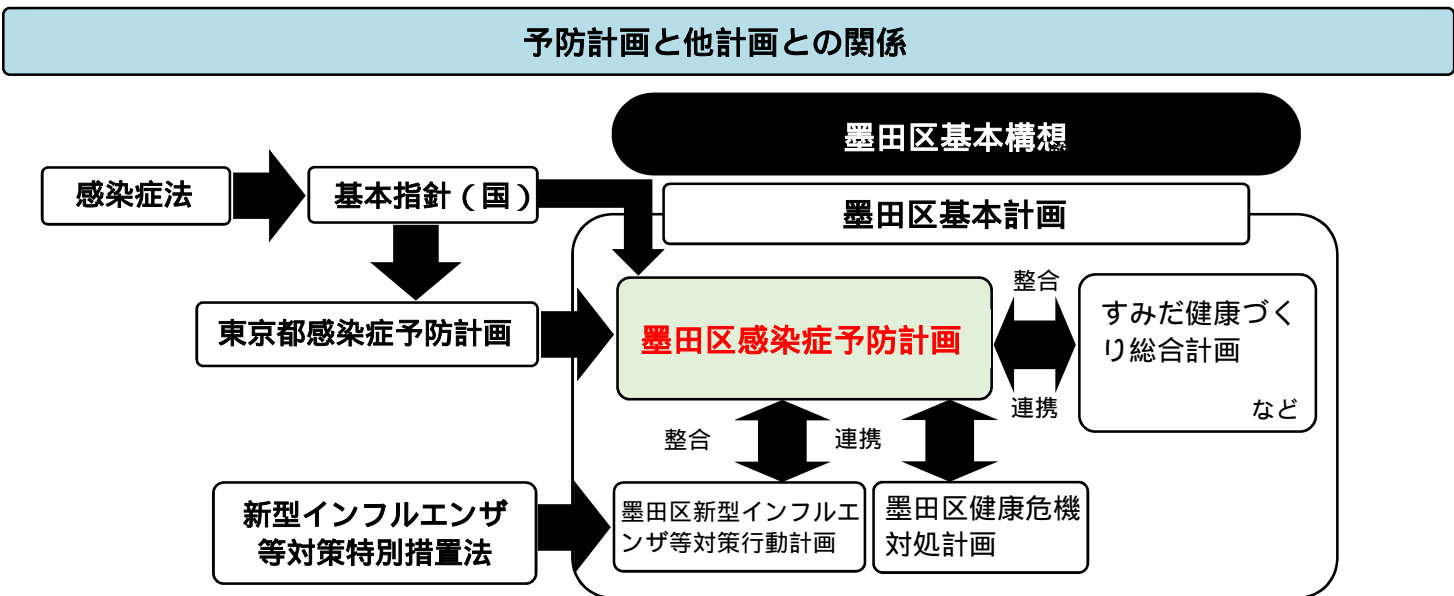 予防計画と他計画との関係
墨田区基本構想
感染症法
基本指針（国）
墨田区基本計画
東京都感染症予防計画
墨田区感染症予防計画
整合
連携
すみだ健康づく
り総合計画
など
整合
連携
新型インフルエンザ
等対策特別措置法
墨田区新型インフルエ
ンザ等対策行動計画
墨田区健康危機
対処計画